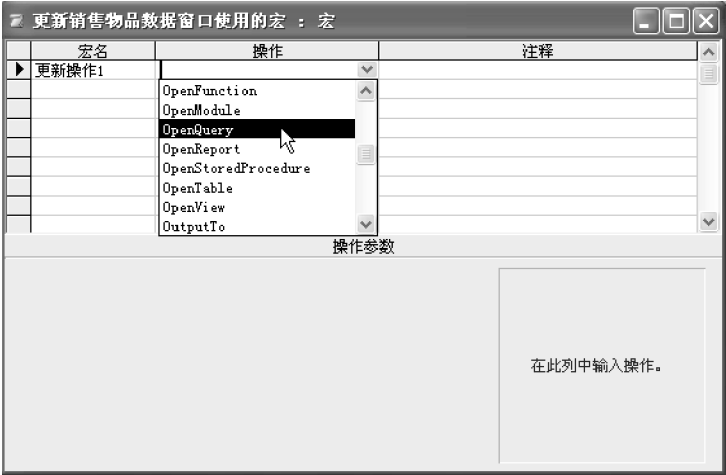 更新销售物品数据窗口使用的宏 : 宏
宏名 操作 注释
更新操作1
OpenFunction
OpenModule
OpenQuery
OpenReport
OpenStoredProcedure
OpenTable
OpenView
OutputTo
操作参数
在此列中输入操作。